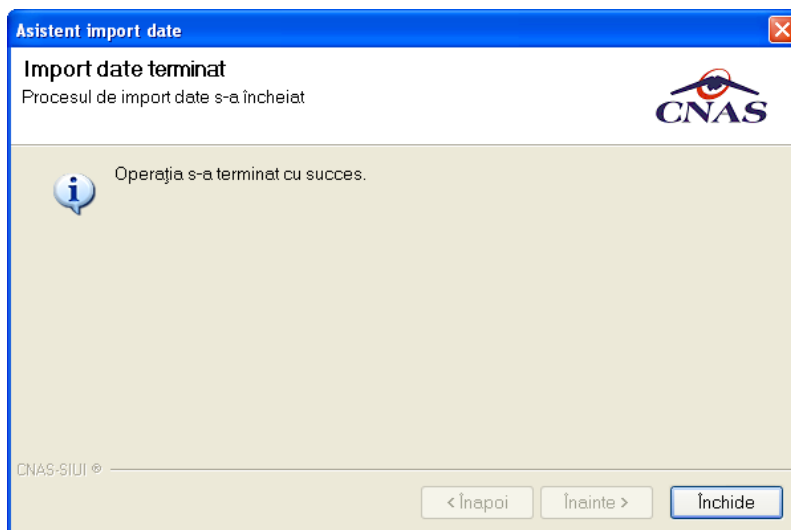 Asistent import date
Import date terminat
Procesul de import date s-a încheiat
CNAS
Operaţia s-a terminat cu succes.
CNAS-SIUI ®
< Înapoi
Înainte >
Închide